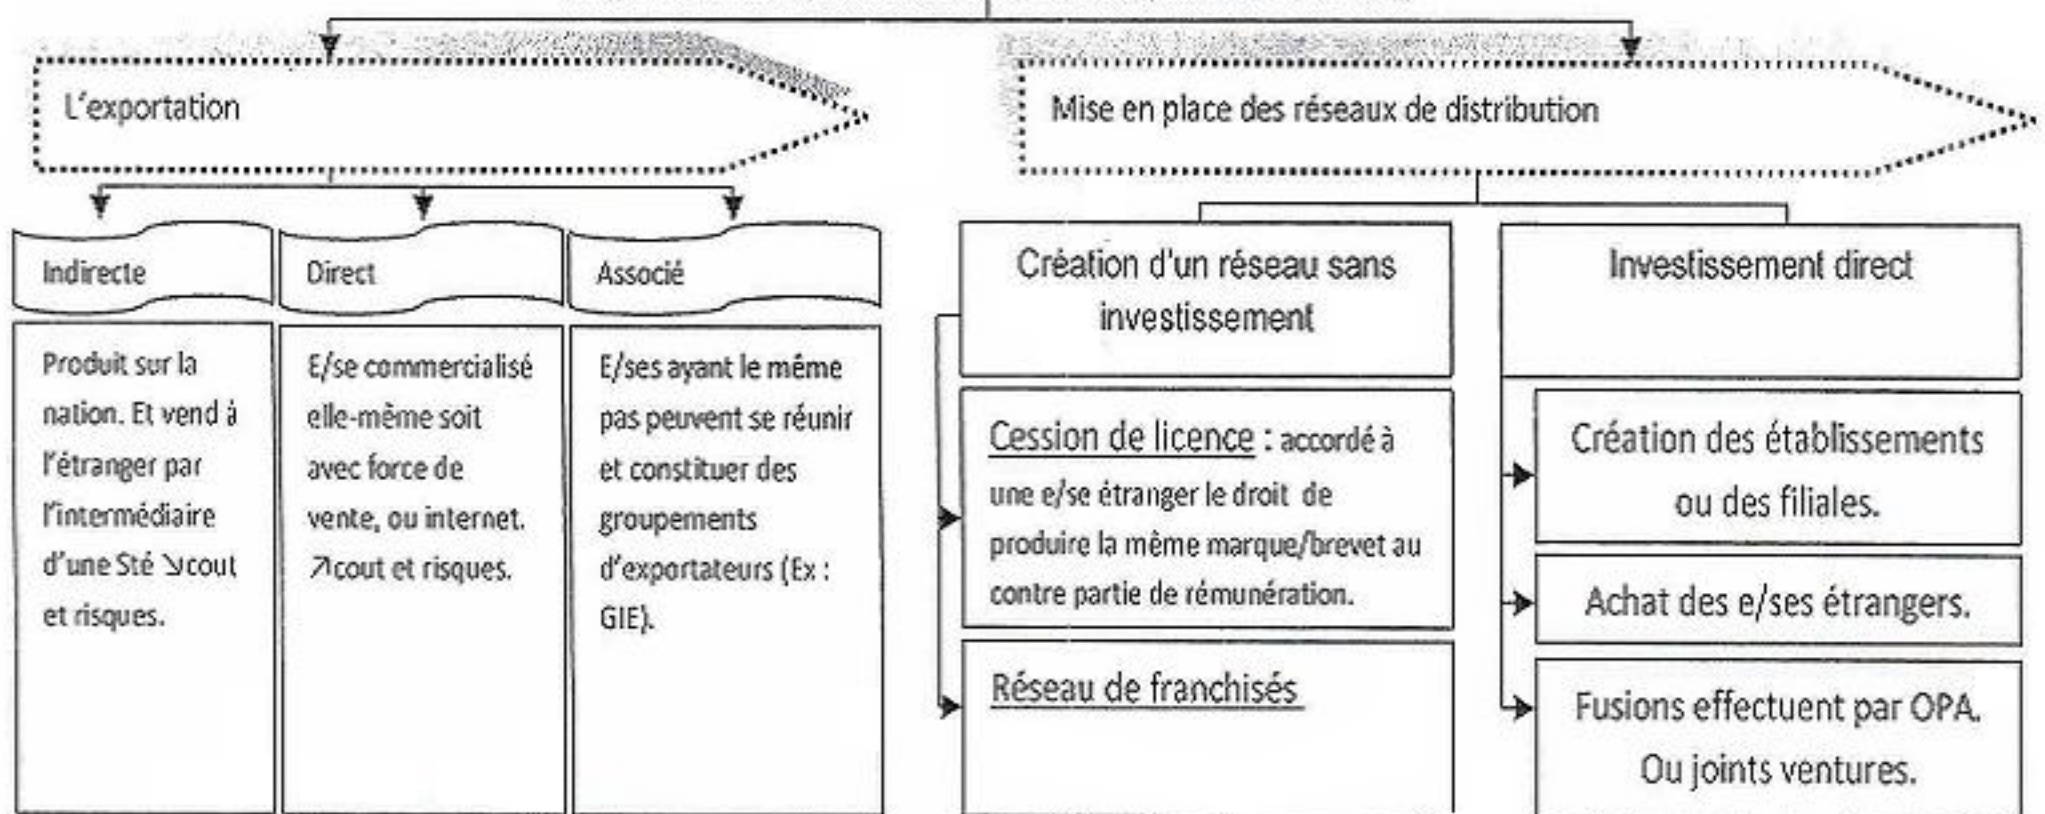 L'exportation
Mise en place des réseaux de distribution
Indirecte
Direct
Associé
Produit sur la
nation. Et vend à
l'étranger par
l'intermédiaire
d'une Sté ↘cout
et risques.
E/se commercialisé
elle-même soit
avec force de
vente, ou internet.
↗cout et risques.
E/ses ayant le même
pas peuvent se réunir
et constituer des
groupements
d'exportateurs (Ex :
GIE).
Création d'un réseau sans
investissement
Cession de licence : accordé à
une e/se étranger le droit de
produire la même marque/brevet au
contre partie de rémunération.
Réseau de franchisés
Investissement direct
Création des établissements
ou des filiales.
Achat des e/ses étrangers.
Fusions effectuent par OPA.
Ou joints ventures.